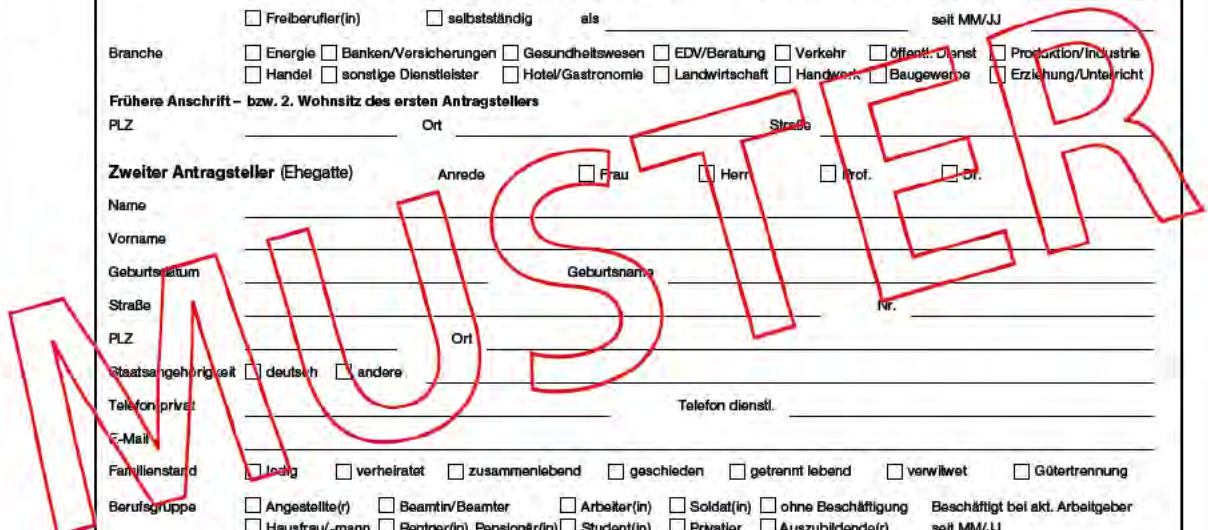 Freiberufler(in) selbstständig als seit MM/JJ
Branche Energie Banken/Versicherungen Gesundheitswesen EDV/Beratung Verkehr öffentl. Dienst Produktion/Industrie
Handel sonstige Dienstleister Hotel/Gastronomie Landwirtschaft Handwerk Baugewerbe Erziehung/Unterricht
Frühere Anschrift – bzw. 2. Wohnsitz des ersten Antragstellers
PLZ Ort Straße
Zweiter Antragsteller (Ehegatte) Anrede Frau Herr Prof. Dr.
Name
Vorname
Geburtsdatum Geburtsname
Straße Nr.
PLZ Ort
Staatsangehörigkeit deutsch andere
Telefon privat Telefon dienstl.
E-Mail
Familienstand ledig verheiratet zusammenlebend geschieden getrennt lebend verwitwet Gütertrennung
Berufsgruppe Angestellte(r) Beamtin/Beamter Arbeiter(in) Soldat(in) ohne Beschäftigung Beschäftigt bei akt. Arbeitgeber
Hausfrau/-mann Rentner(in), Pensionär(in) Student(in) Privatier Auszubildende(r) seit MM/JJ
MUSTER